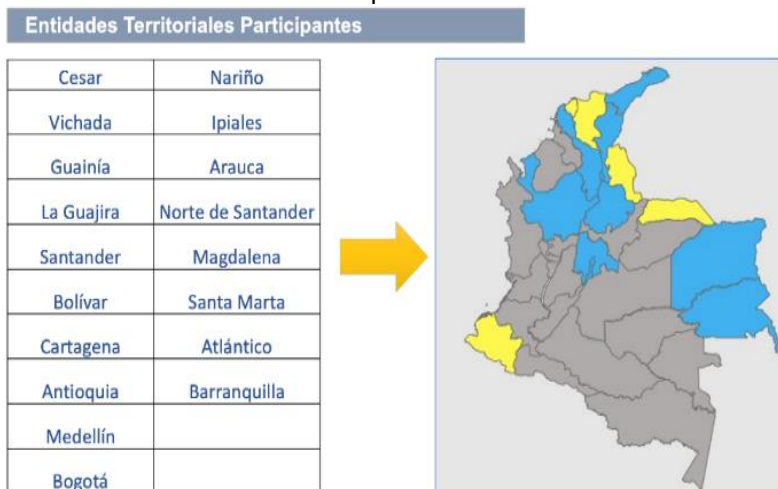 Entidades Territoriales Participantes
Cesar Nariño
Vichada Ipiales
Guainía Arauca
La Guajira Norte de Santander
Santander Magdalena
Bolívar Santa Marta
Cartagena Atlántico
Antioquia Barranquilla
Medellín
Bogotá